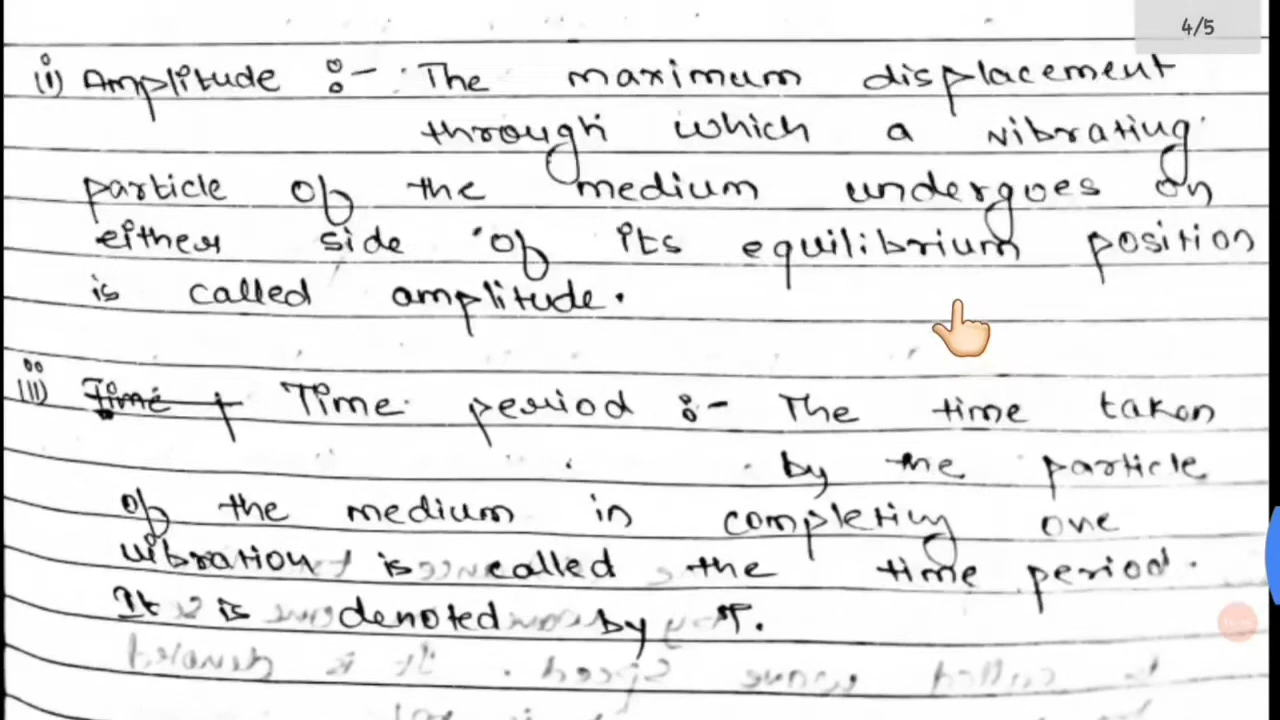 4/5
ii) Amplitude :- The maximum displacement
through which a vibrating
particle of the medium undergoes on
either side of its equilibrium position
is called amplitude.
iii) Time Time period :- The time taken
by the particle
of the medium in completing one
vibration is called the time period.
It is denoted by T.